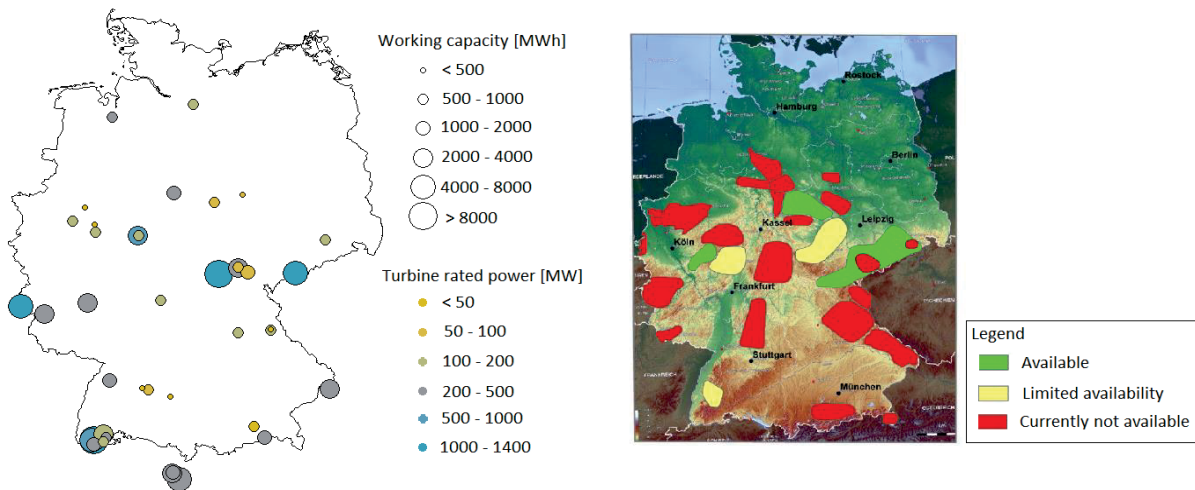 Working capacity [MWh]
< 500
500 - 1000
1000 - 2000
2000 - 4000
4000 - 8000
> 8000
Turbine rated power [MW]
< 50
50 - 100
100 - 200
200 - 500
500 - 1000
1000 - 1400
Rostock
Hamburg
Berlin
Kassel
Leipzig
Köln
Frankfurt
Stuttgart
München
Legend
Available
Limited availability
Currently not available